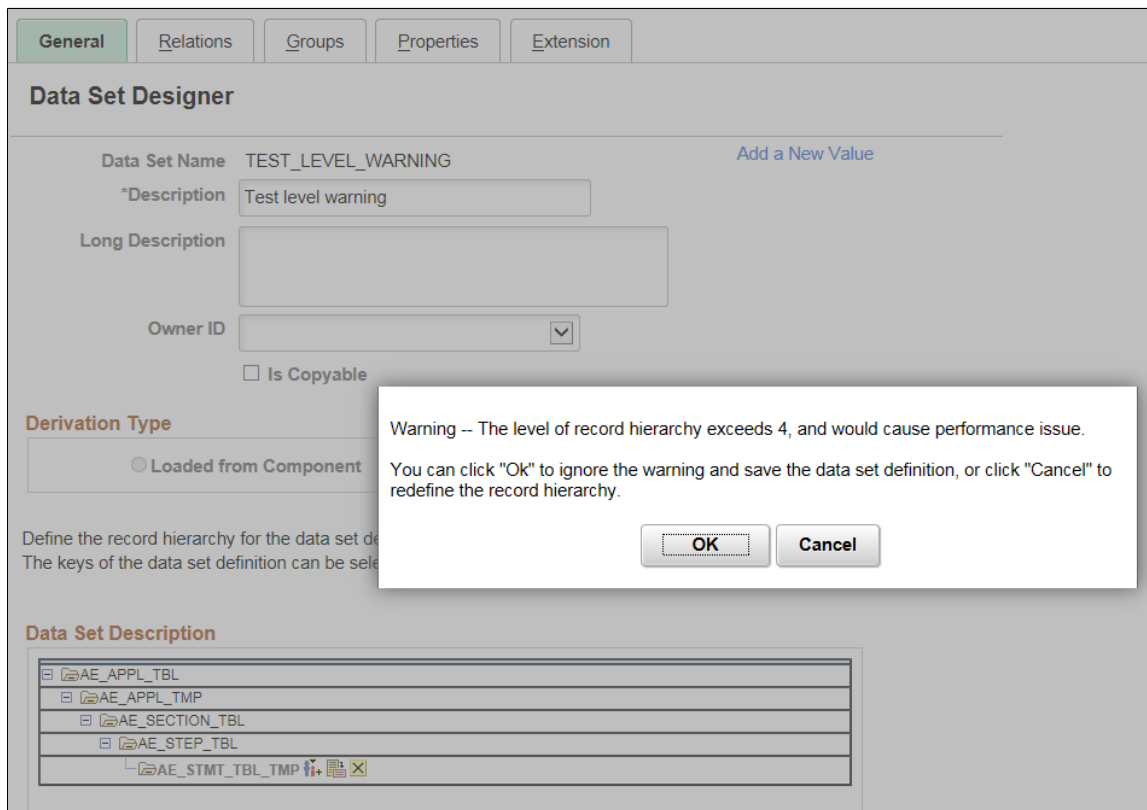 General Relations Groups Properties Extension
Data Set Designer
Data Set Name TEST_LEVEL_WARNING Add a New Value
*Description Test level warning
Long Description
Owner ID
Is Copyable
Derivation Type
Loaded from Component
Warning -- The level of record hierarchy exceeds 4, and would cause performance issue.
You can click "Ok" to ignore the warning and save the data set definition, or click "Cancel" to
redefine the record hierarchy.
OK Cancel
Define the record hierarchy for the data set
The keys of the data set definition can be
Data Set Description
AE_APPL_TBL
AE_APPL_TMP
AE_SECTION_TBL
AE_STEP_TBL
AE_STMT_TBL_TMP